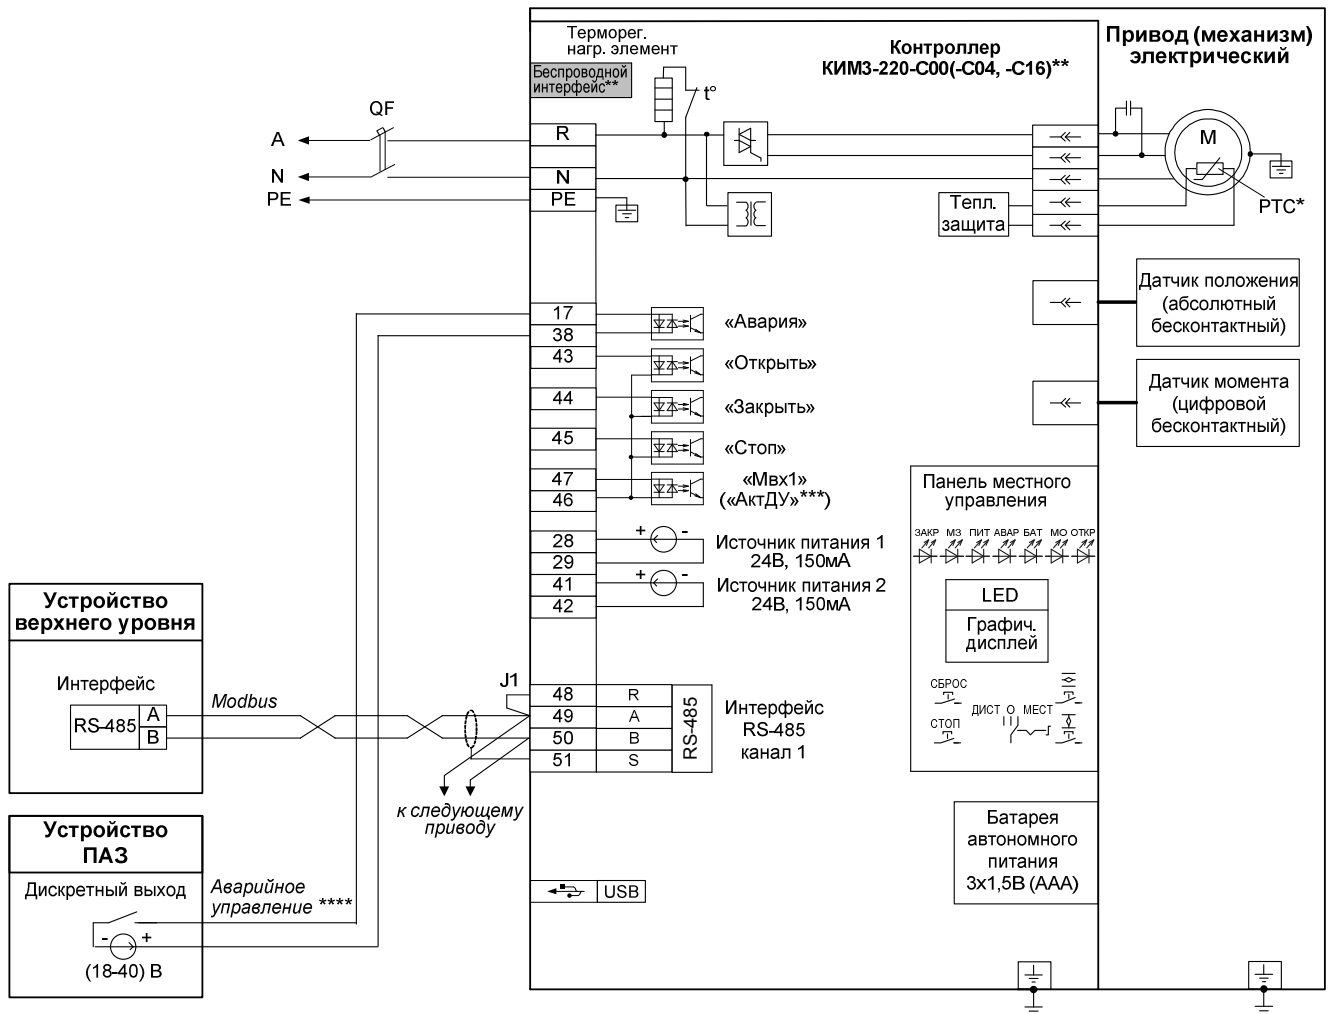 Терморег.
нагр. элемент
Беспроводной
интерфейс**
Контроллер
КИМ3-220-С00(-С04, -С16)**
Привод (механизм)
электрический
QF
A
N
PE
R
N
PE
t°
M
PTC*
Тепл.
защита
Датчик положения
(абсолютный
бесконтактный)
Датчик момента
(цифровой
бесконтактный)
17
38
43
44
45
47
46
28
29
41
42
«Авария»
«Открыть»
«Закрыть»
«Стоп»
«Мвх1»
(«АктДУ»***)
+ -
Источник питания 1
24В, 150мА
+ -
Источник питания 2
24В, 150мА
Панель местного
управления
ЗАКР МЗ ПИТ АВАР БАТ МО ОТКР
LED
Графич.
дисплей
СБРОС
СТОП
ДИСТ О МЕСТ
Устройство
верхнего уровня
Интерфейс
RS-485
A
B
Modbus
J1
48 R
49 A
50 B
51 S
RS-485
Интерфейс
RS-485
канал 1
к следующему
приводу
Устройство
ПАЗ
Дискретный выход
- +
(18-40) В
Аварийное
управление ****
USB
Батарея
автономного
питания
3х1,5В (ААА)